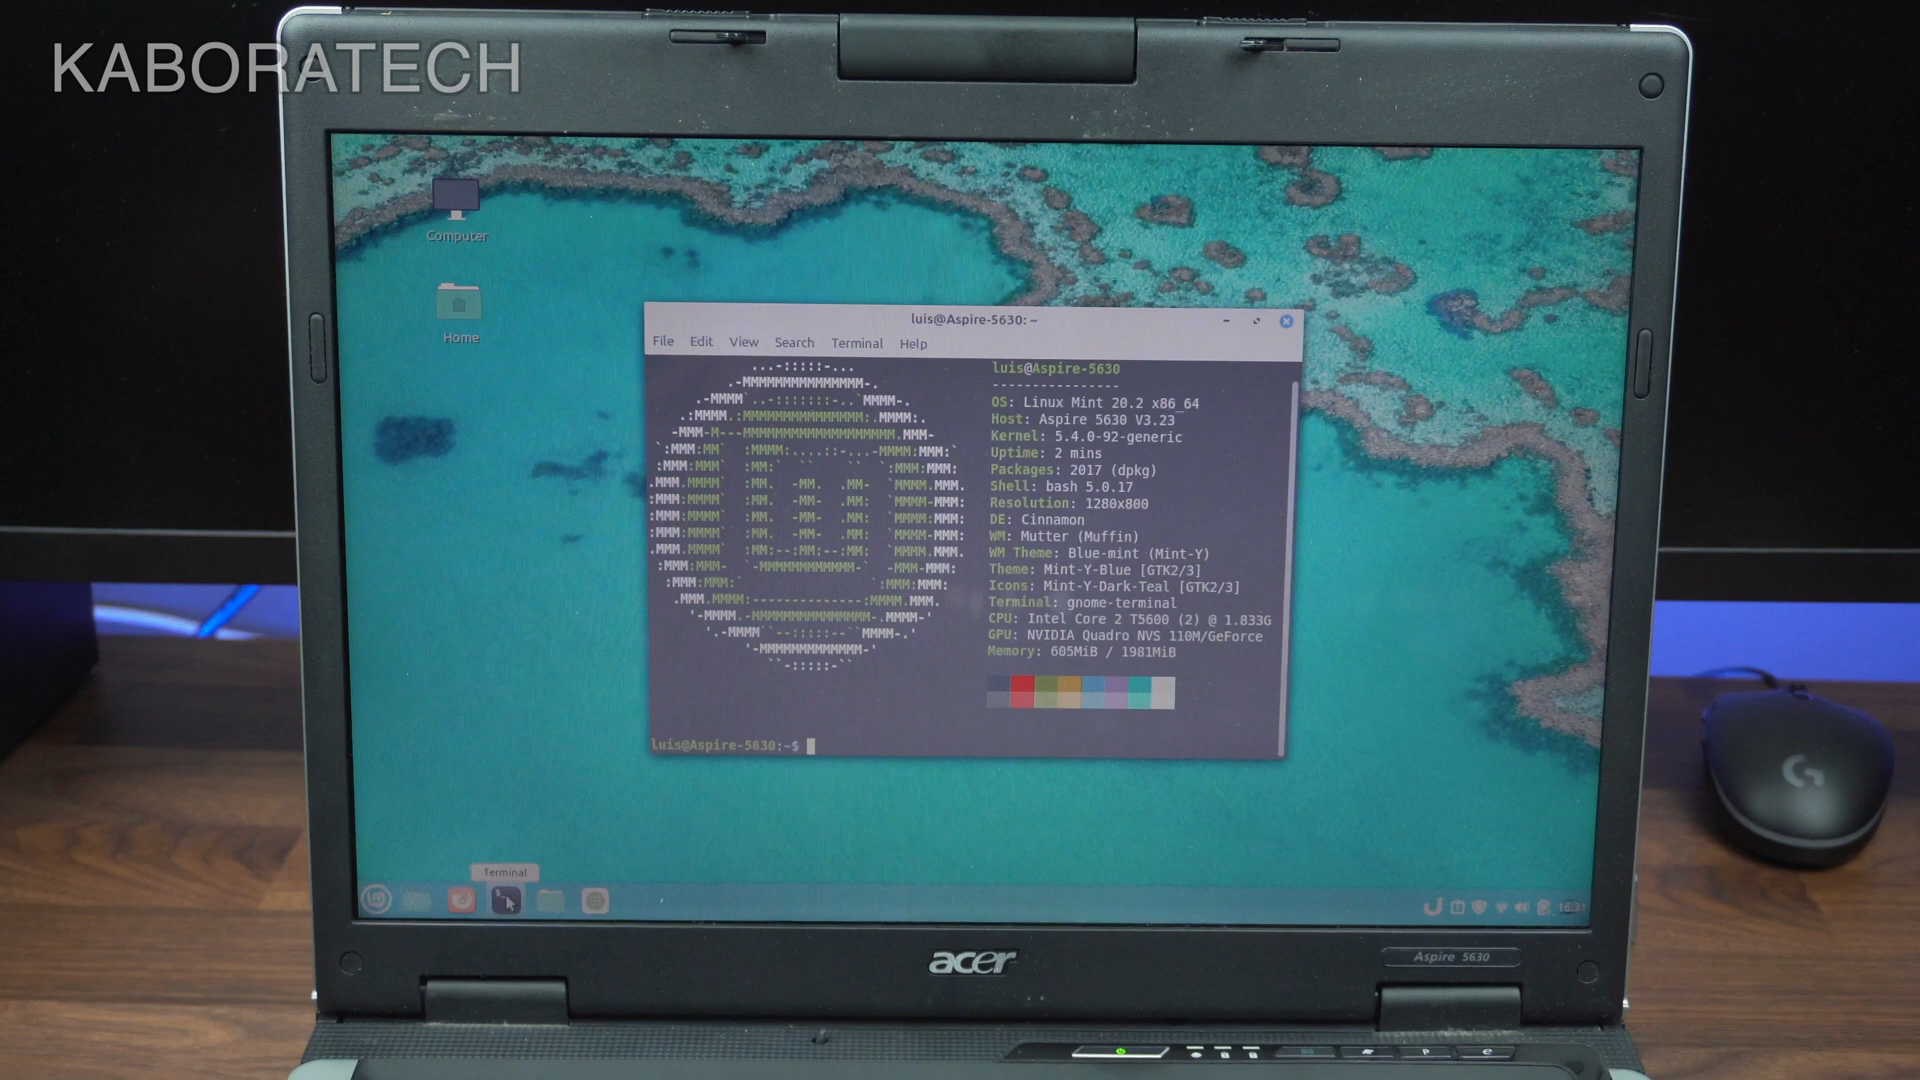 KABORATECH
Computer
Home
luis@Aspire-5630: ~
File Edit View Search Terminal Help
luis@Aspire-5630
----------------
OS: Linux Mint 20.2 x86_64
Host: Aspire 5630 V3.23
Kernel: 5.4.0-92-generic
Uptime: 2 mins
Packages: 2017 (dpkg)
Shell: bash 5.0.17
Resolution: 1280x800
DE: Cinnamon
WM: Mutter (Muffin)
WM Theme: Blue-mint (Mint-Y)
Theme: Mint-Y-Blue [GTK2/3]
Icons: Mint-Y-Dark-Teal [GTK2/3]
Terminal: gnome-terminal
CPU: Intel Core 2 T5600 (2) @ 1.833G
GPU: NVIDIA Quadro NVS 110M/GeForce
Memory: 605MiB / 1981MiB
luis@Aspire-5630:~$
Terminal
acer
Aspire 5630